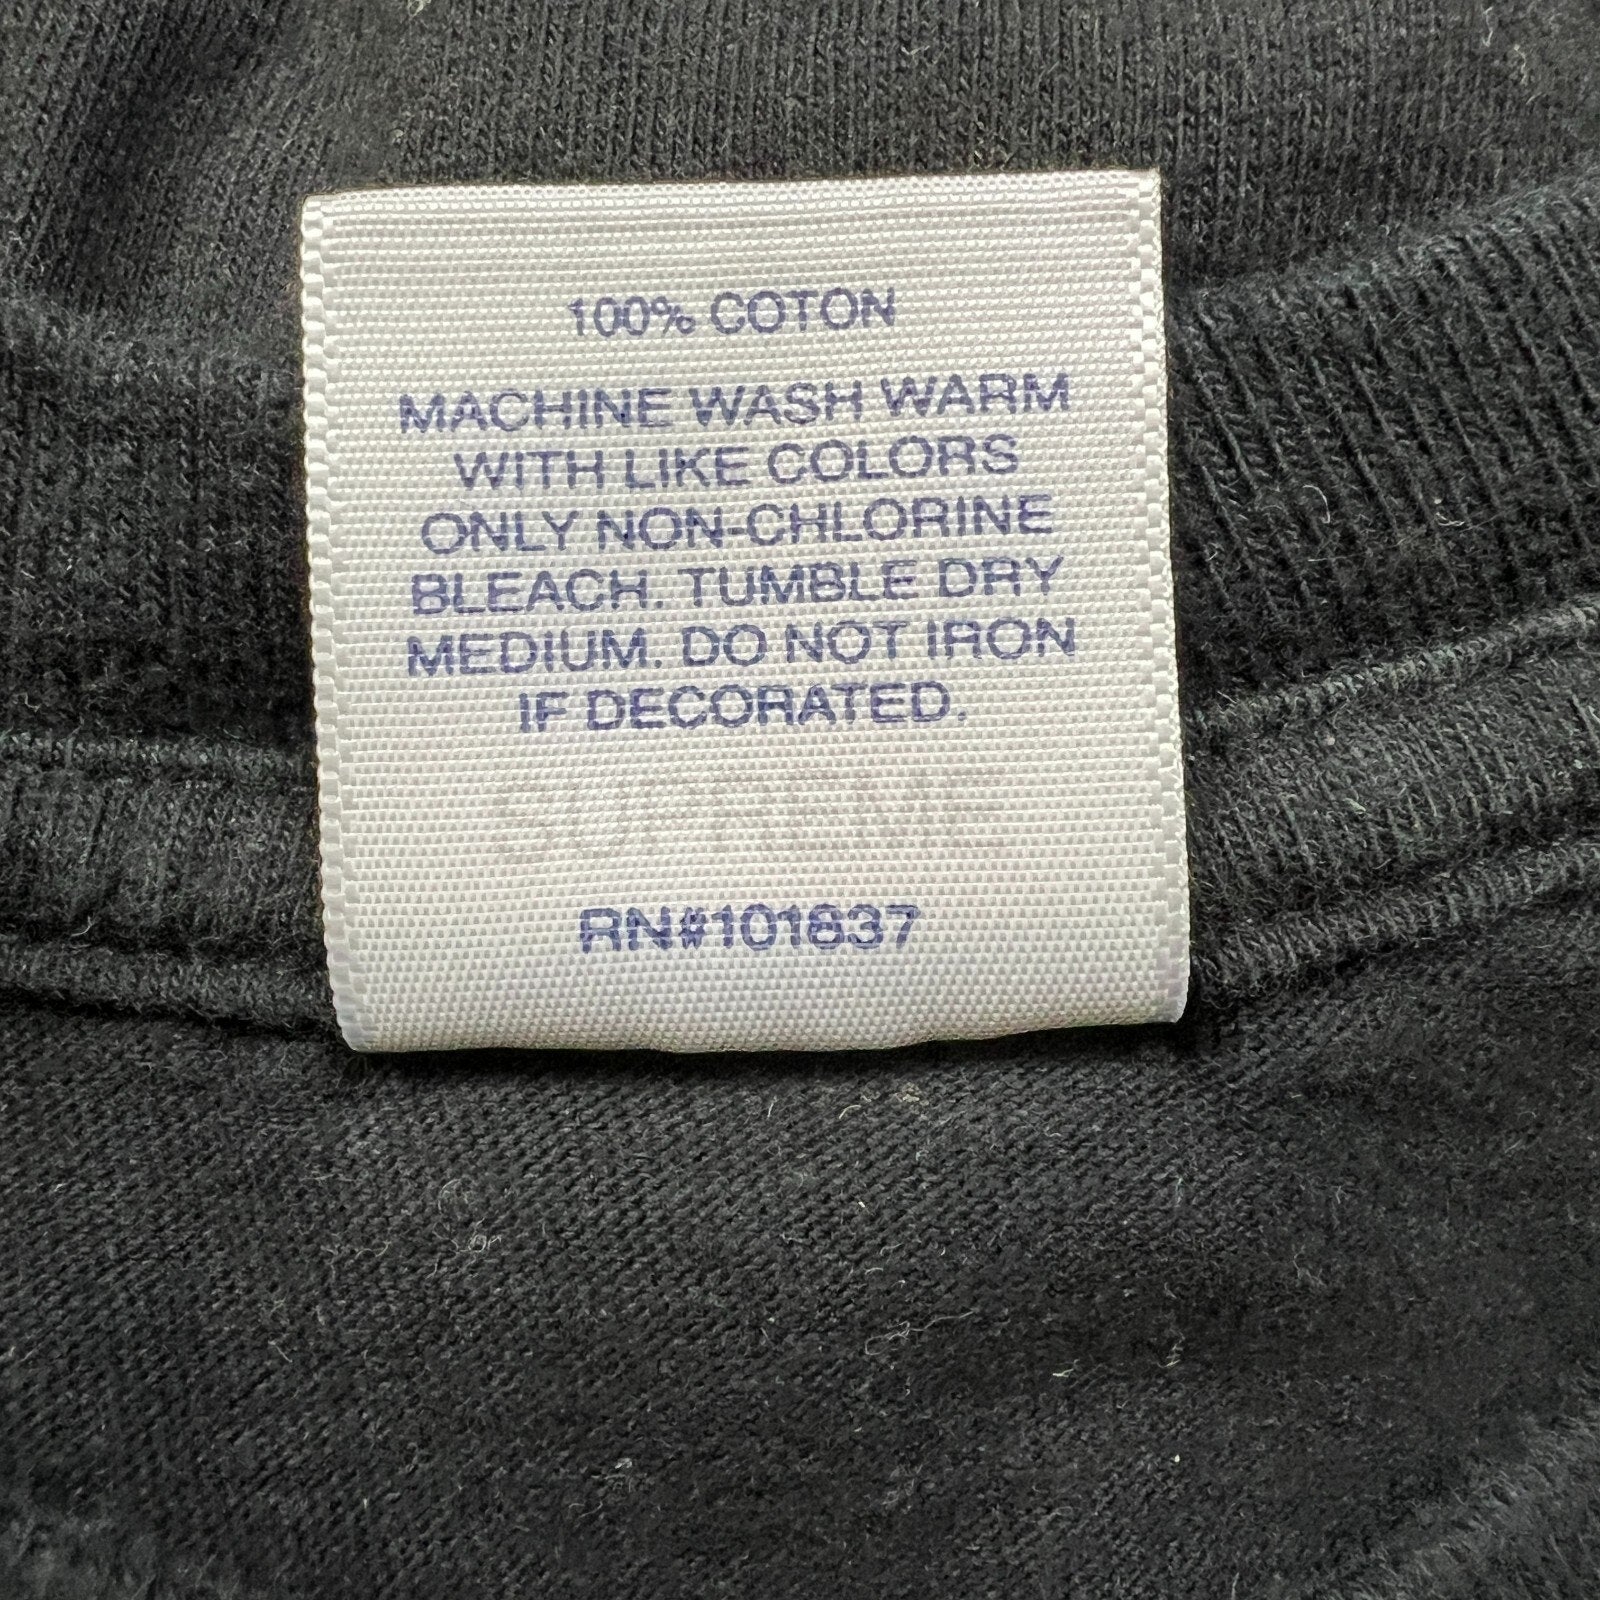 100% COTON
MACHINE WASH WARM
WITH LIKE COLORS
ONLY NON-CHLORINE
BLEACH. TUMBLE DRY
MEDIUM. DO NOT IRON
IF DECORATED.
SUPREME
RN#101837